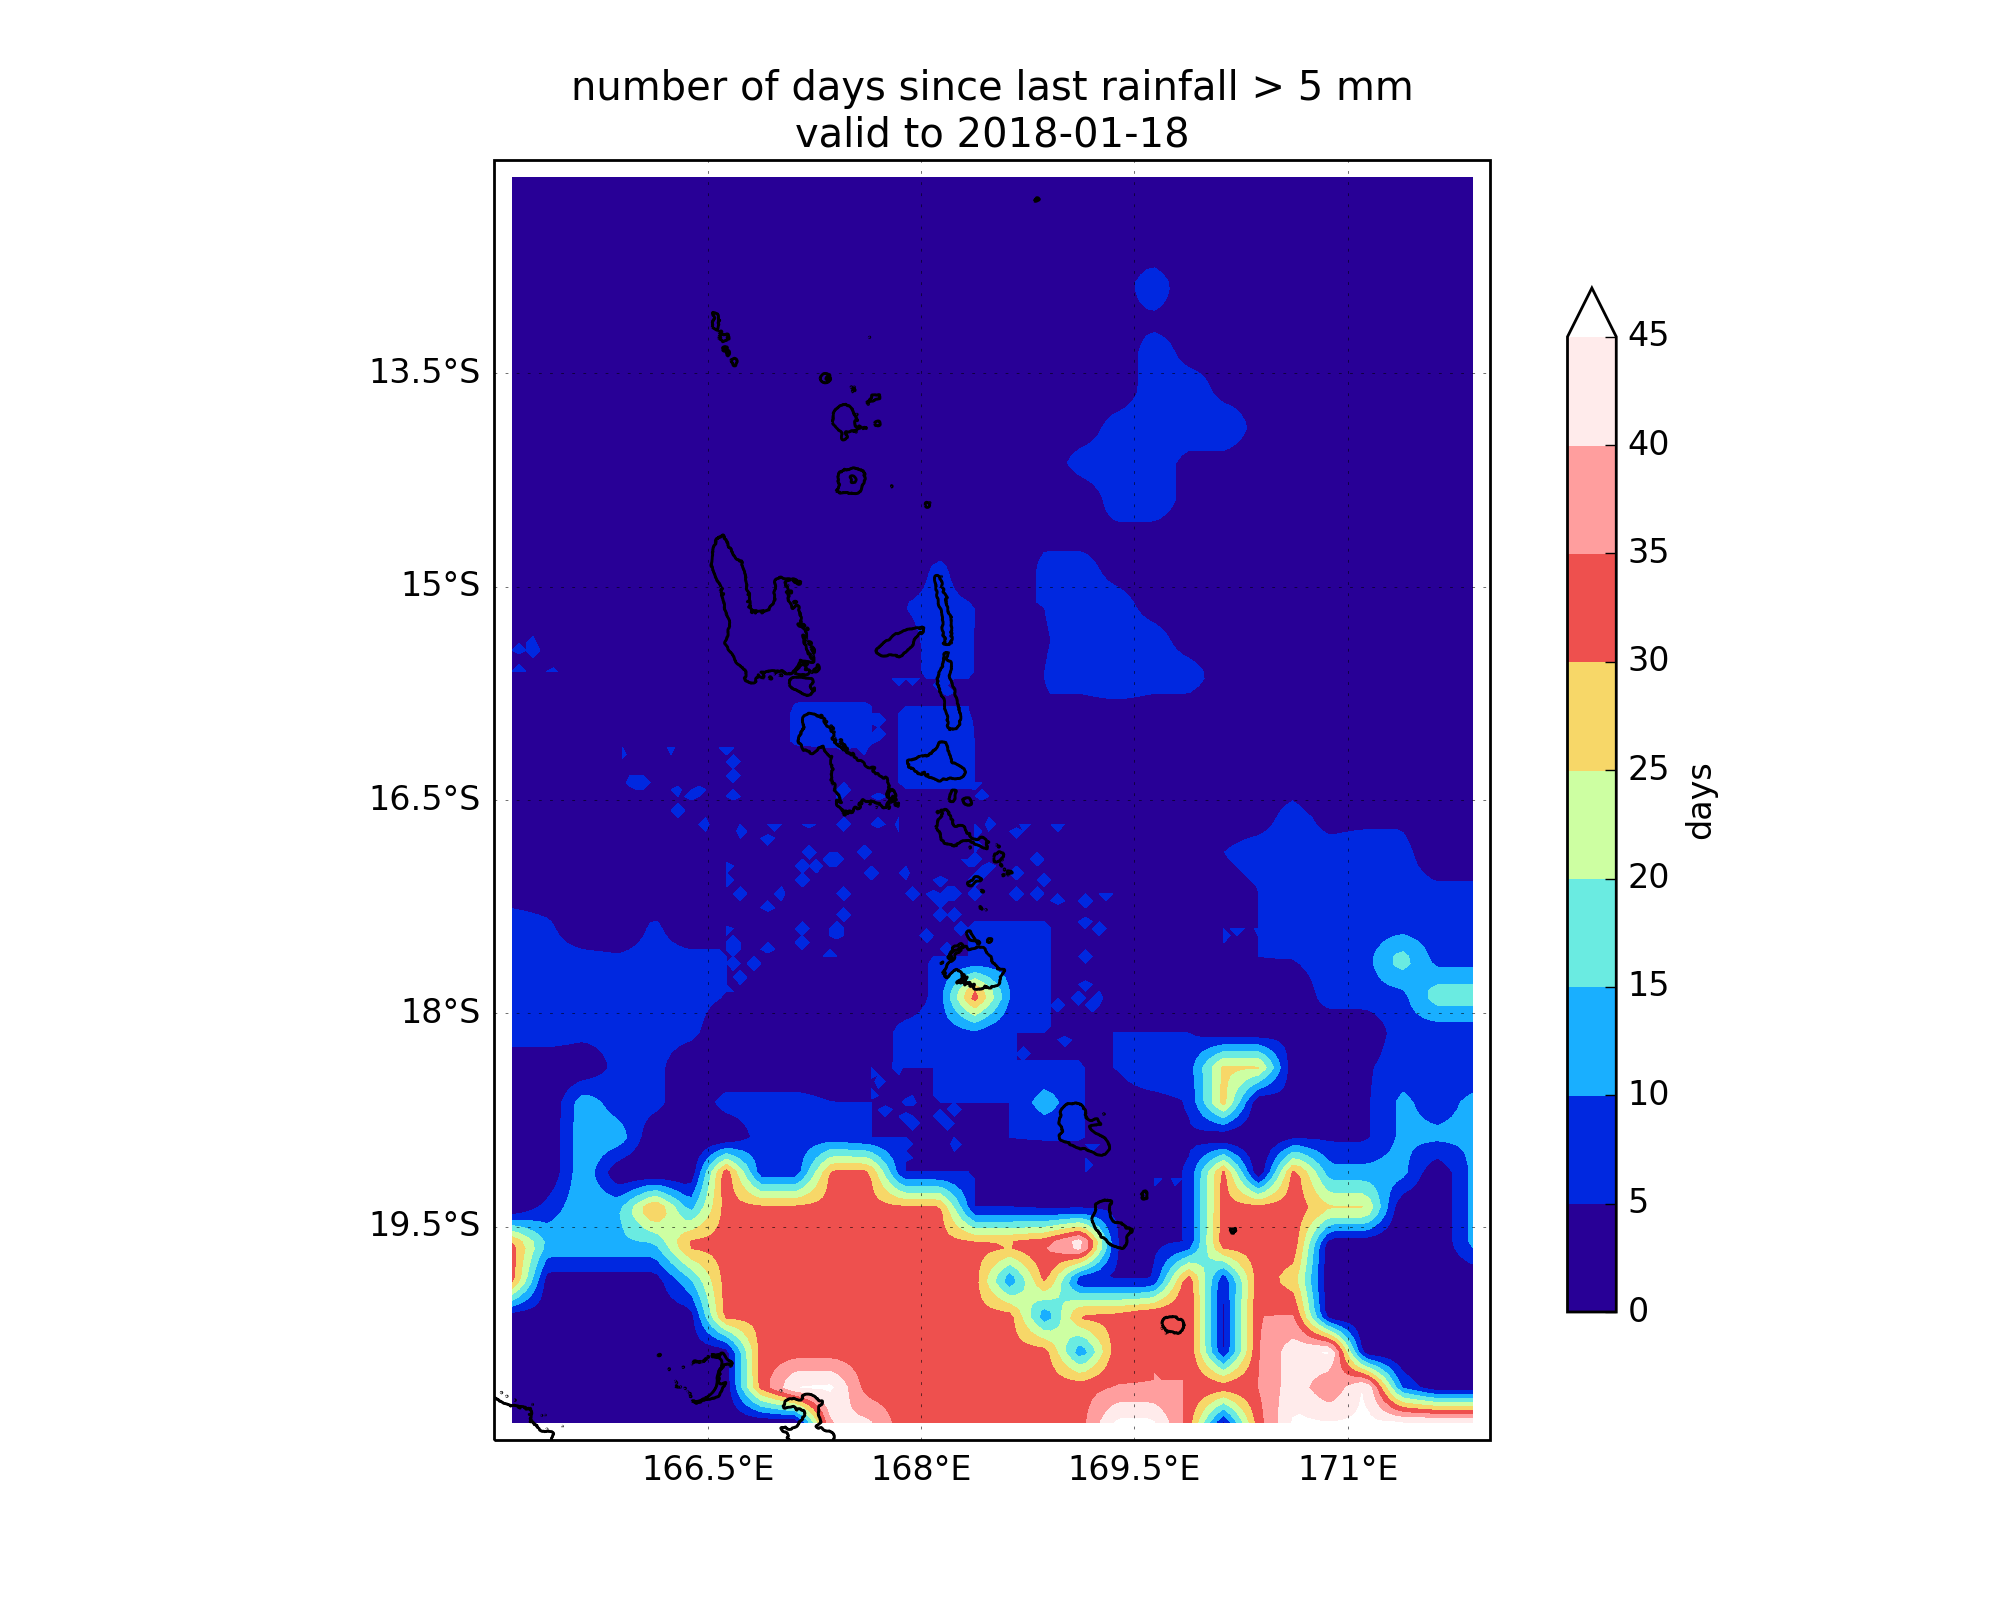 number of days since last rainfall > 5 mm
valid to 2018-01-18
13.5°S
15°S
16.5°S
18°S
19.5°S
166.5°E
168°E
169.5°E
171°E
45
40
35
30
25
20
15
10
5
0
days